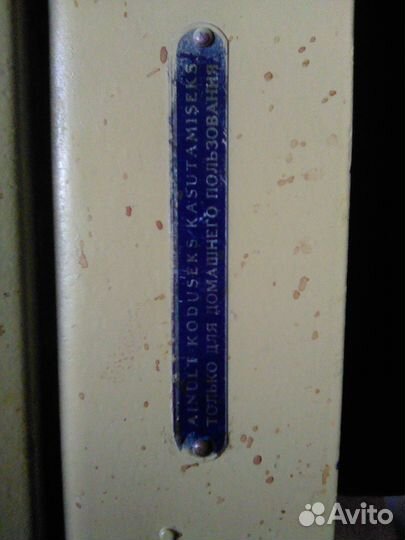 AINULT KODUSEKS KASUTAMISEKS
ТОЛЬКО ДЛЯ ДОМАШНЕГО ПОЛЬЗОВАНИЯ
Avito